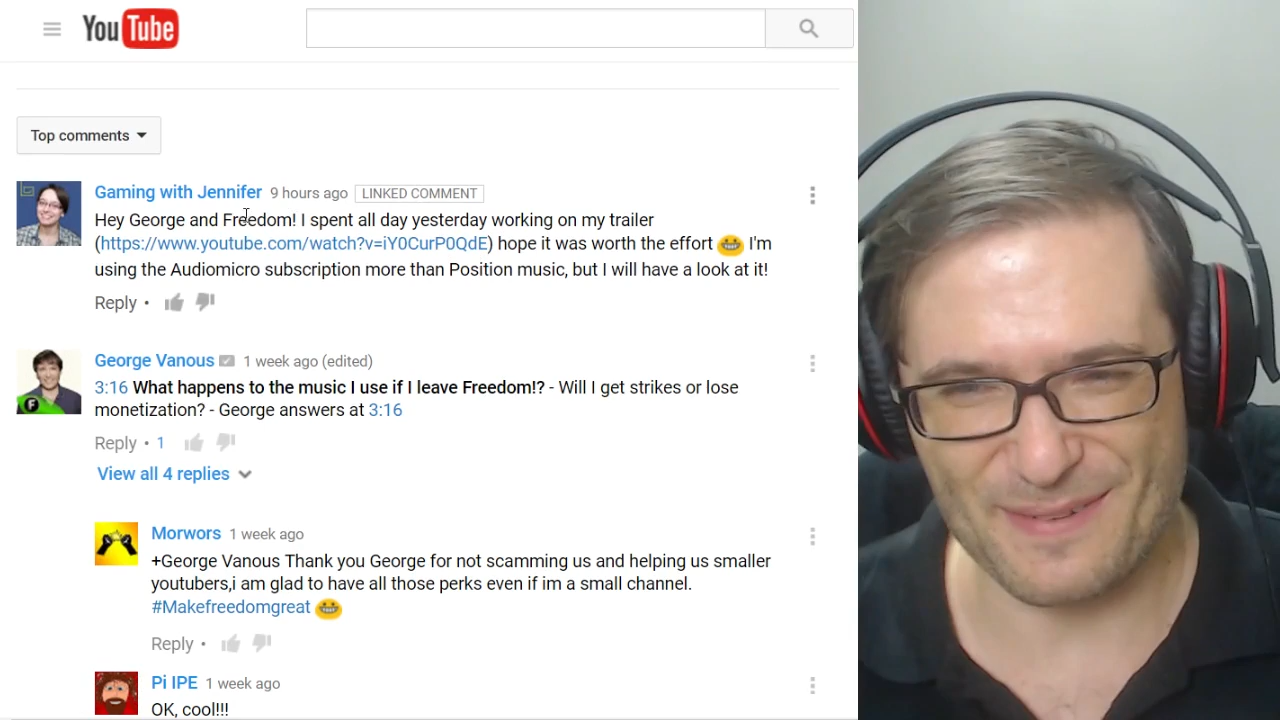 YouTube
Top comments
Gaming with Jennifer 9 hours ago LINKED COMMENT
Hey George and Freedom! I spent all day yesterday working on my trailer
(https://www.youtube.com/watch?v=iY0CurP0QdE) hope it was worth the effort I'm
using the Audiomicro subscription more than Position music, but I will have a look at it!
Reply •
George Vanous 1 week ago (edited)
3:16 What happens to the music I use if I leave Freedom!? - Will I get strikes or lose
monetization? - George answers at 3:16
Reply • 1
View all 4 replies
Morwors 1 week ago
+George Vanous Thank you George for not scamming us and helping us smaller
youtubers,i am glad to have all those perks even if im a small channel.
#Makefreedomgreat
Reply •
Pi IPE 1 week ago
OK, cool!!!